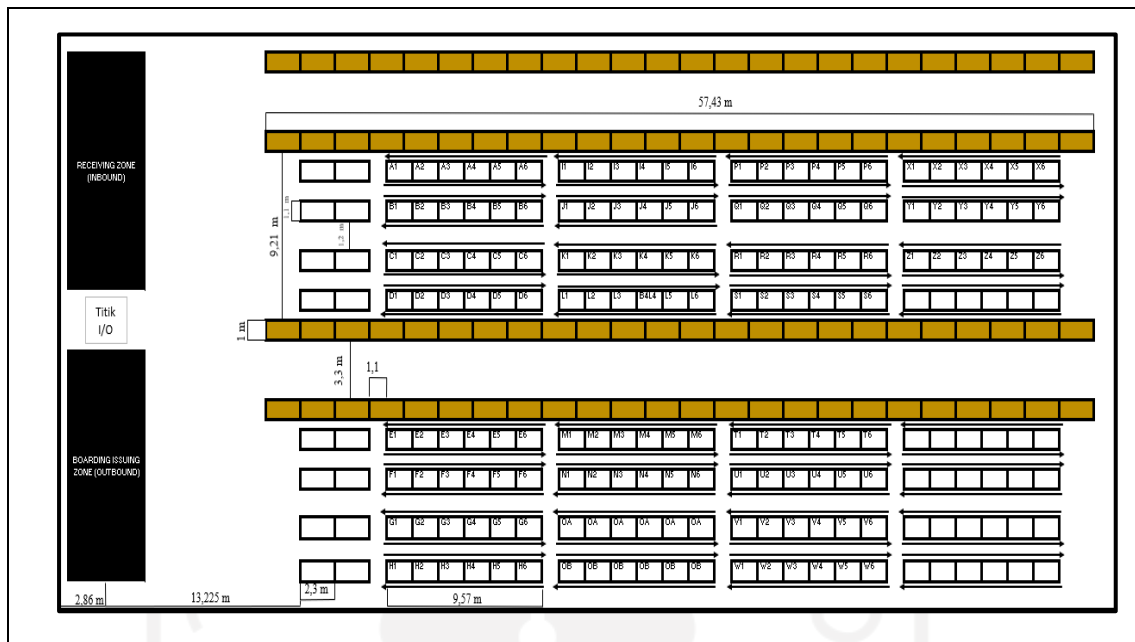 57,43 m
RECEIVING ZONE
(INBOUND)
A1 A2 A3 A4 A5 A6 I1 I2 I3 I4 I5 I6 P1 P2 P3 P4 P5 P6 X1 X2 X3 X4 X5 X6
1,1 m
B1 B2 B3 B4 B5 B6 J1 J2 J3 J4 J5 J6 Q1 Q2 Q3 Q4 Q5 Q6 Y1 Y2 Y3 Y4 Y5 Y6
9,21 m
1,2 m
C1 C2 C3 C4 C5 C6 K1 K2 K3 K4 K5 K6 R1 R2 R3 R4 R5 R6 Z1 Z2 Z3 Z4 Z5 Z6
D1 D2 D3 D4 D5 D6 L1 L2 L3 B4L4 L5 L6 S1 S2 S3 S4 S5 S6
Titik
I/O
1 m
3,3 m
1,1
E1 E2 E3 E4 E5 E6 M1 M2 M3 M4 M5 M6 T1 T2 T3 T4 T5 T6
BOARDING ISSUING
ZONE (OUTBOUND)
F1 F2 F3 F4 F5 F6 N1 N2 N3 N4 N5 N6 U1 U2 U3 U4 U5 U6
G1 G2 G3 G4 G5 G6 OA OA OA OA OA V1 V2 V3 V4 V5 V6
H1 H2 H3 H4 H5 H6 OB OB OB OB OB W1 W2 W3 W4 W5 W6
2,86 m
13,225 m
2,3 m
9,57 m